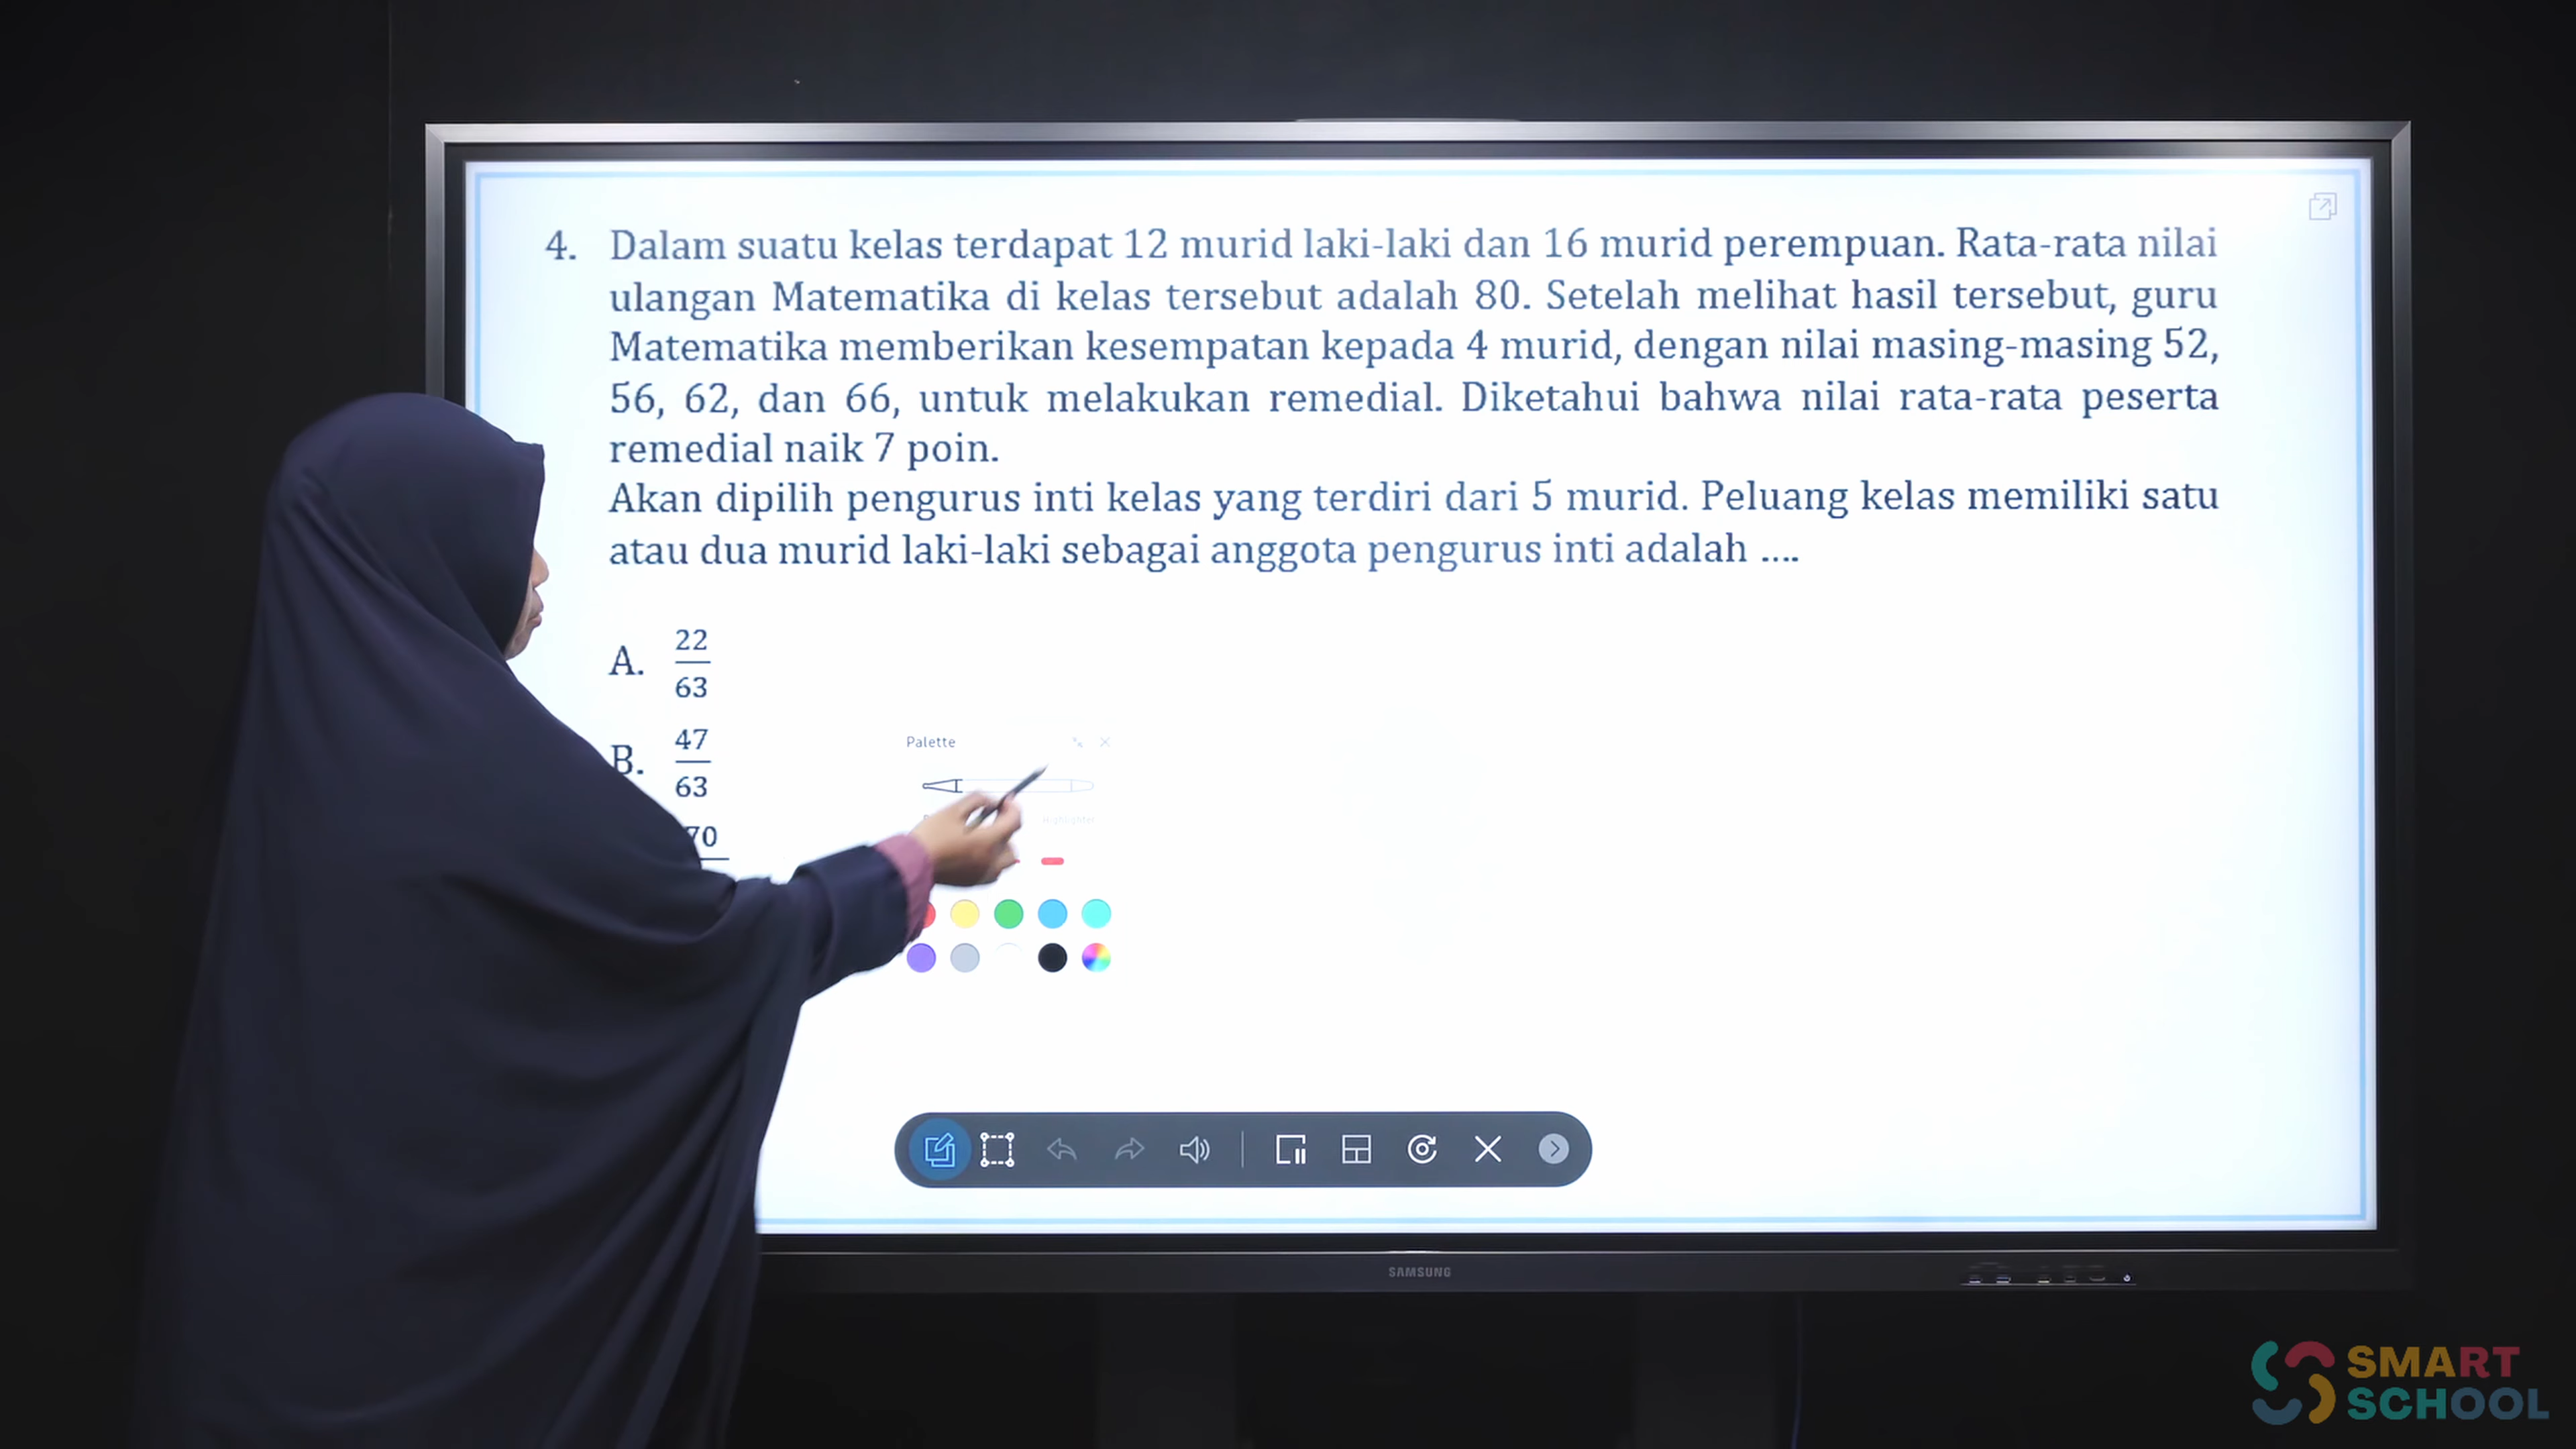 4. Dalam suatu kelas terdapat 12 murid laki-laki dan 16 murid perempuan. Rata-rata nilai
ulangan Matematika di kelas tersebut adalah 80. Setelah melihat hasil tersebut, guru
Matematika memberikan kesempatan kepada 4 murid, dengan nilai masing-masing 52,
56, 62, dan 66, untuk melakukan remedial. Diketahui bahwa nilai rata-rata peserta
remedial naik 7 poin.
Akan dipilih pengurus inti kelas yang terdiri dari 5 murid. Peluang kelas memiliki satu
atau dua murid laki-laki sebagai anggota pengurus inti adalah ....
A. 22
63
B. 47
63
70
Palette
Highlighter
SAMSUNG
SMART
SCHOOL